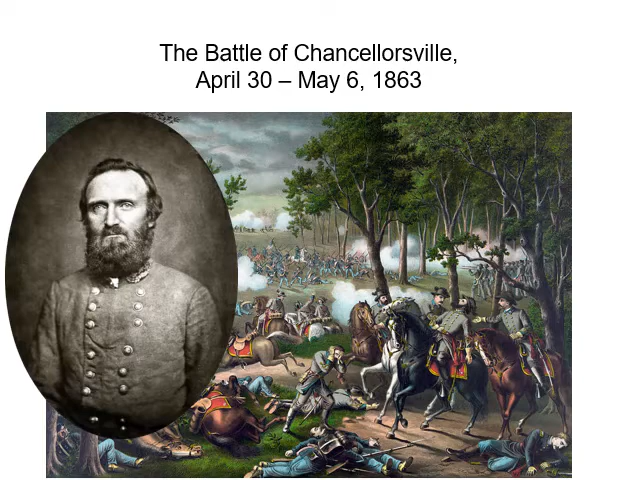 The Battle of Chancellorsville,
April 30 – May 6, 1863